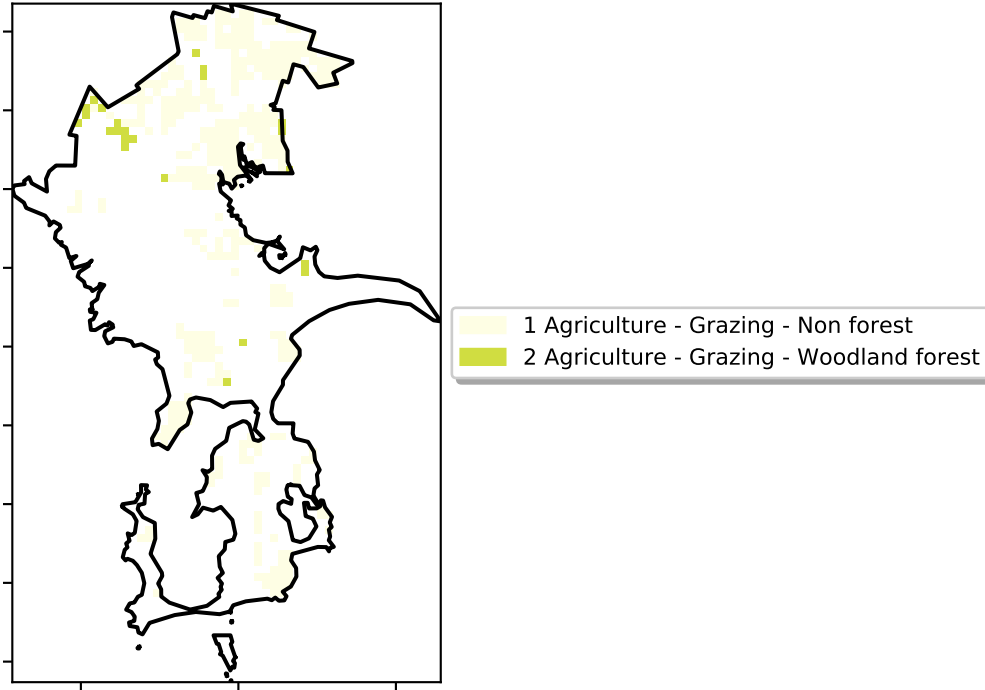 1 Agriculture - Grazing - Non forest
2 Agriculture - Grazing - Woodland forest